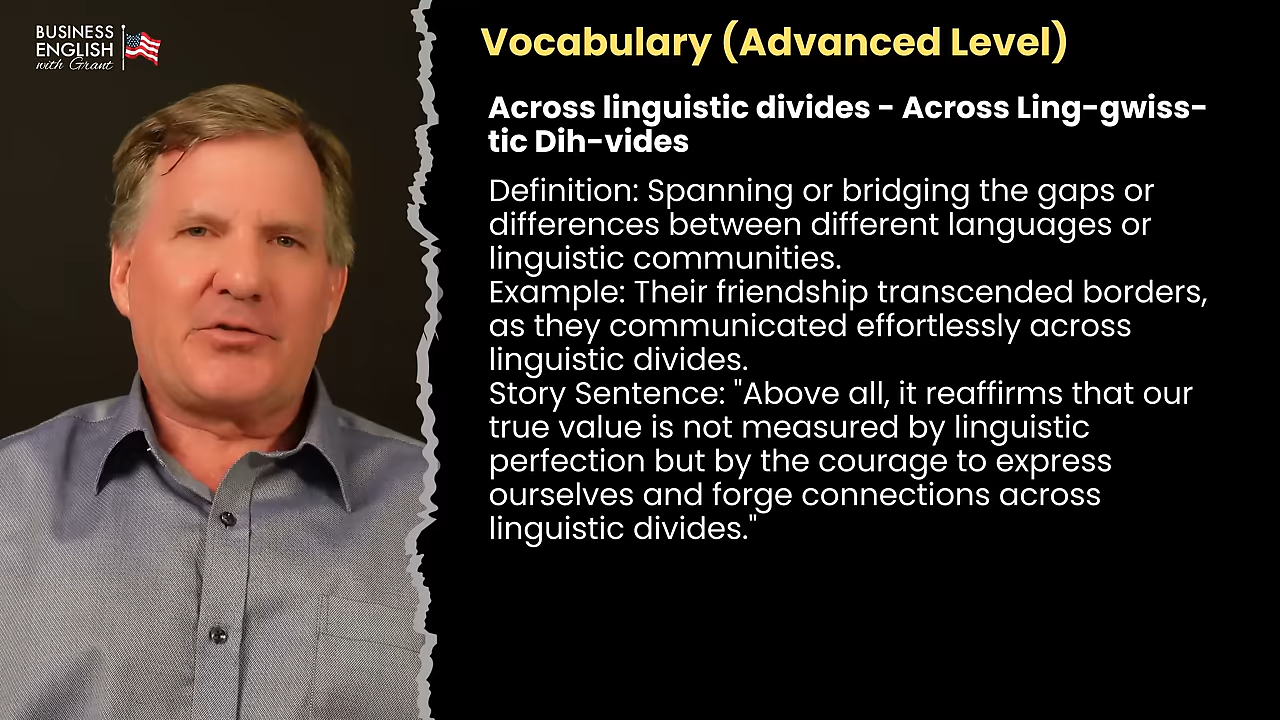 BUSINESS
ENGLISH
with Grant
Vocabulary (Advanced Level)
Across linguistic divides - Across Ling-gwiss-
tic Dih-vides
Definition: Spanning or bridging the gaps or
differences between different languages or
linguistic communities.
Example: Their friendship transcended borders,
as they communicated effortlessly across
linguistic divides.
Story Sentence: "Above all, it reaffirms that our
true value is not measured by linguistic
perfection but by the courage to express
ourselves and forge connections across
linguistic divides."